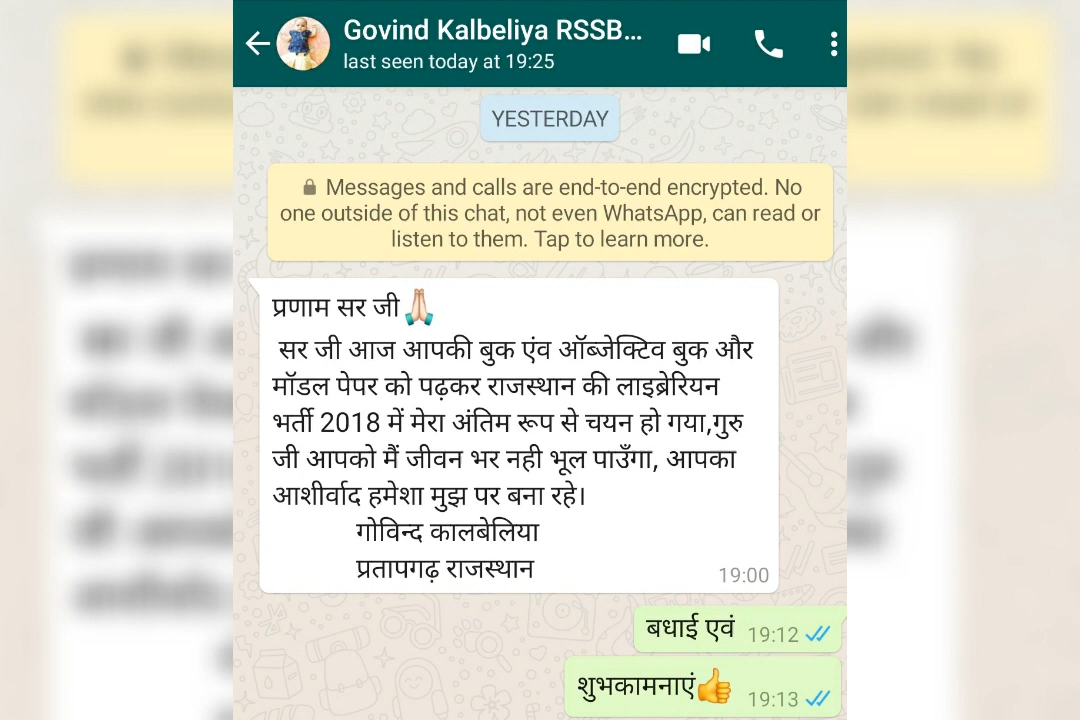 Govind Kalbeliya RSSB...
last seen today at 19:25
YESTERDAY
Messages and calls are end-to-end encrypted. No
one outside of this chat, not even WhatsApp, can read or
listen to them. Tap to learn more.
प्रणाम सर जी🙏🏻
सर जी आज आपकी बुक एंव ऑब्जेक्टिव बुक और
मॉडल पेपर को पढ़कर राजस्थान की लाइब्रेरियन
भर्ती 2018 में मेरा अंतिम रूप से चयन हो गया,गुरु
जी आपको मैं जीवन भर नही भूल पाउँगा, आपका
आशीर्वाद हमेशा मुझ पर बना रहे।
गोविन्द कालबेलिया
प्रतापगढ़ राजस्थान
19:00
बधाई एवं 19:12
शुभकामनाएं👍 19:13